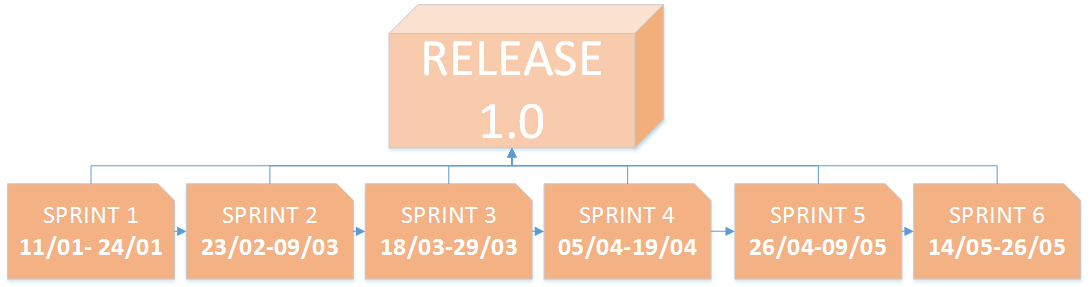 RELEASE
1.0
SPRINT 1
11/01- 24/01
SPRINT 2
23/02-09/03
SPRINT 3
18/03-29/03
SPRINT 4
05/04-19/04
SPRINT 5
26/04-09/05
SPRINT 6
14/05-26/05